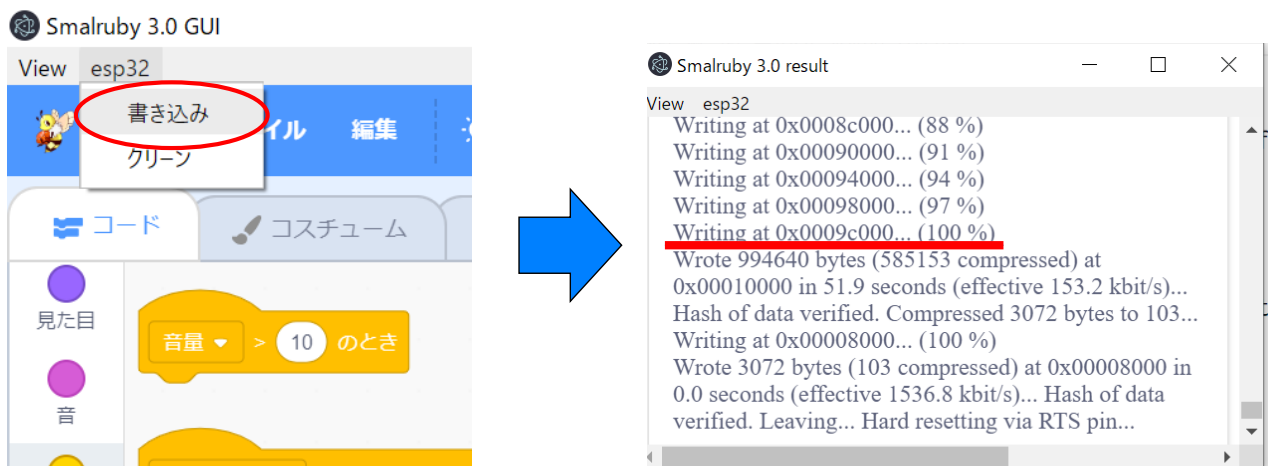 Smalruby 3.0 GUI
View esp32
書き込み
イル 編集
クリーン
コード コスチューム
見た目
音量 > 10 のとき
音
Smalruby 3.0 result
View esp32
Writing at 0x0008c000... (88 %)
Writing at 0x00090000... (91 %)
Writing at 0x00094000... (94 %)
Writing at 0x00098000... (97 %)
Writing at 0x0009c000... (100 %)
Wrote 994640 bytes (585153 compressed) at
0x00010000 in 51.9 seconds (effective 153.2 kbit/s)...
Hash of data verified. Compressed 3072 bytes to 103...
Writing at 0x00008000... (100 %)
Wrote 3072 bytes (103 compressed) at 0x00008000 in
0.0 seconds (effective 1536.8 kbit/s)... Hash of data
verified. Leaving... Hard resetting via RTS pin...